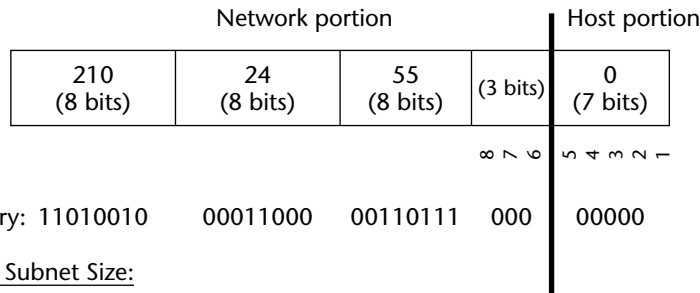 Network portion Host portion
210 24 55 0
(8 bits) (8 bits) (8 bits) (3 bits) (7 bits)
8 7 6 5 4 3 2 1
ry: 11010010 00011000 00110111 000 00000
Subnet Size: